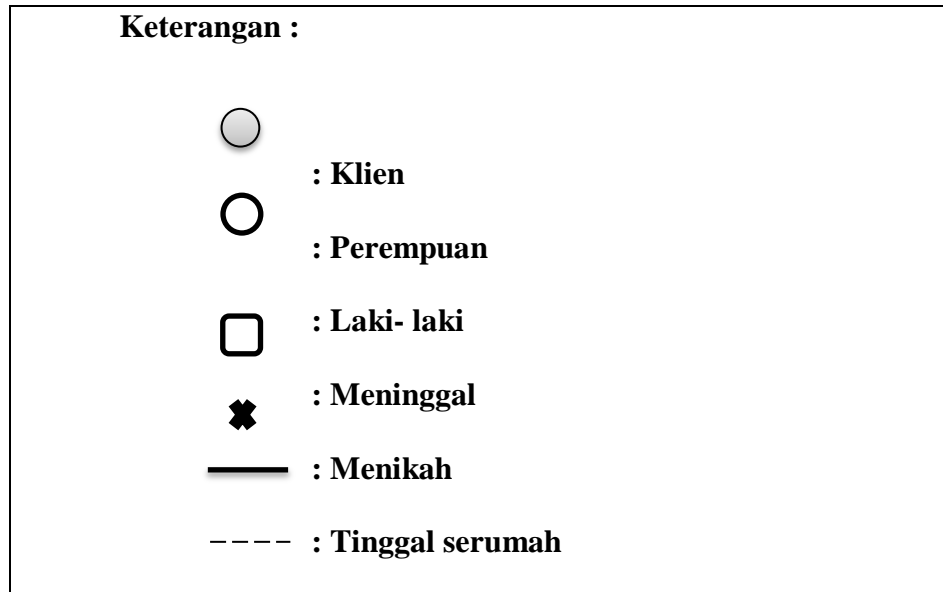 Keterangan :
: Klien
: Perempuan
: Laki- laki
: Meninggal
: Menikah
: Tinggal serumah